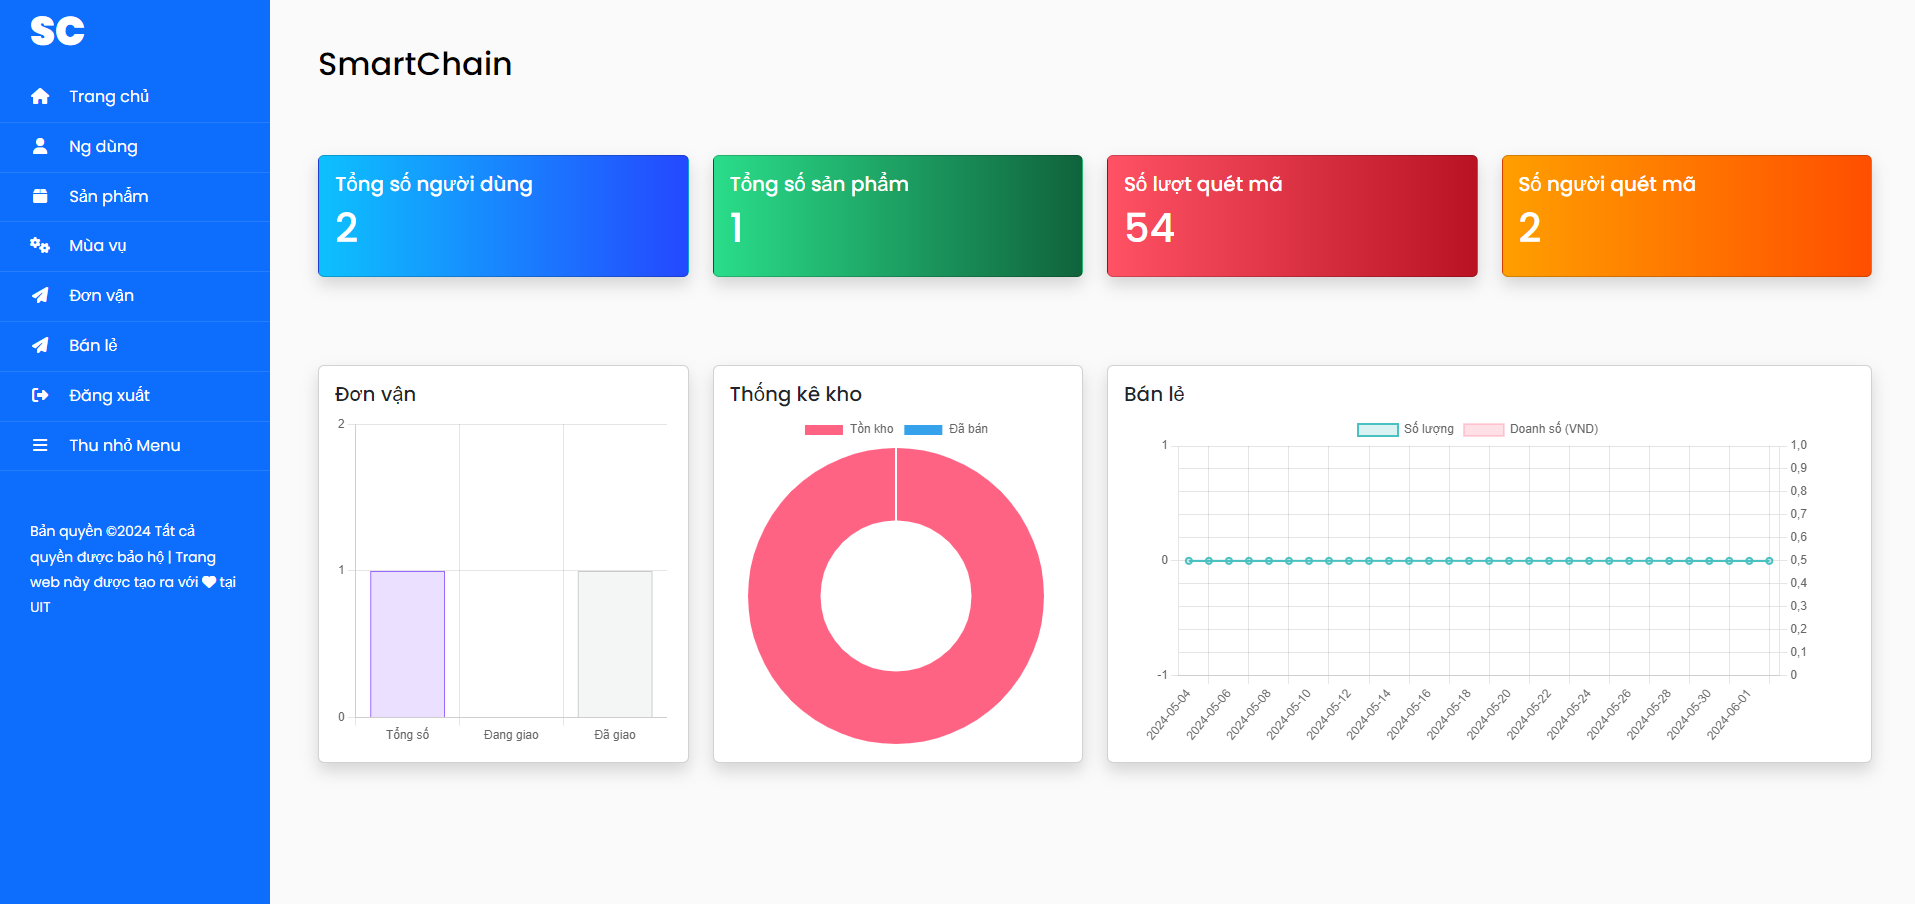 SC
Trang chủ
Ng dùng
Sản phẩm
Mùa vụ
Đơn vận
Bán lẻ
Đăng xuất
Thu nhỏ Menu
Bản quyền ©2024 Tất cả
quyền được bảo hộ | Trang
web này được tạo ra với ♥ tại
UIT
SmartChain
Tổng số người dùng
2
Tổng số sản phẩm
1
Số lượt quét mã
54
Số người quét mã
2
Đơn vận
2
1
0
Tổng số Đang giao Đã giao
Thống kê kho
Tồn kho Đã bán
Bán lẻ
Số lượng Doanh số (VND)
1
0
-1
1,0
0,9
0,8
0,7
0,6
0,5
0,4
0,3
0,2
0,1
0
2024-05-04
2024-05-06
2024-05-08
2024-05-10
2024-05-12
2024-05-14
2024-05-16
2024-05-18
2024-05-20
2024-05-22
2024-05-24
2024-05-26
2024-05-28
2024-05-30
2024-06-01